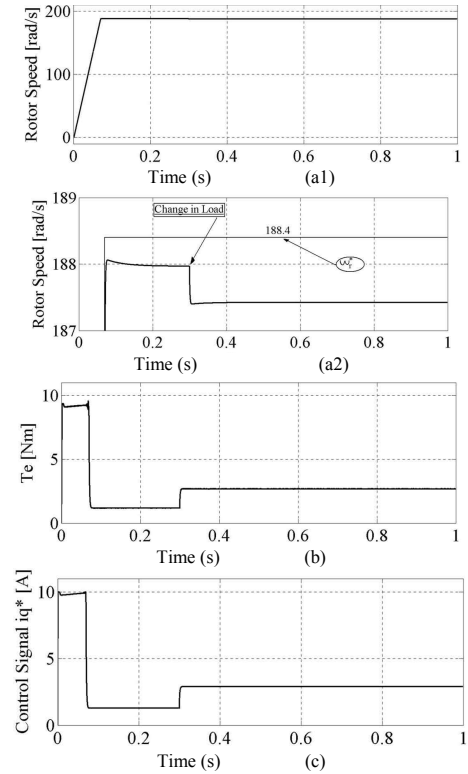 Rotor Speed [rad/s]
200
100
0
0
0.2
0.4
0.6
0.8
1
Time (s)
(a1)
Rotor Speed [rad/s]
189
188
187
Change in Load
188.4
ωr*
0
0.2
0.4
0.6
0.8
1
Time (s)
(a2)
Te [Nm]
10
5
0
0
0.2
0.4
0.6
0.8
1
Time (s)
(b)
Control Signal iq* [A]
10
5
0
0
0.2
0.4
0.6
0.8
1
Time (s)
(c)